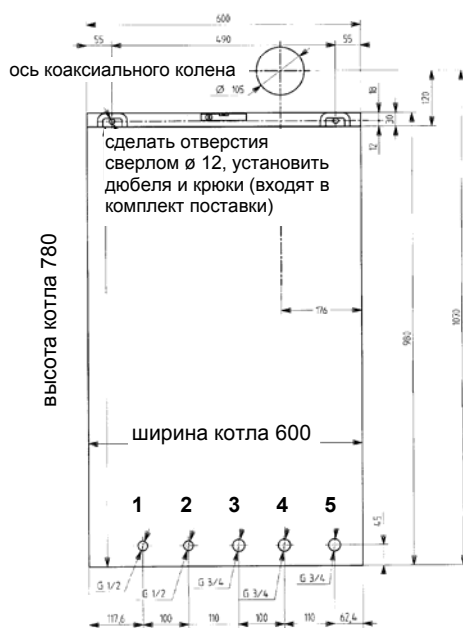 600
55
490
55
ось коаксиального колена
Ø 105
18
30
12
120
сделать отверстия
сверлом ø 12, установить
дюбеля и крюки (входят в
комплект поставки)
высота котла 780
176
980
1070
ширина котла 600
1 2 3 4 5
45
G 1/2
G 1/2
G 3/4
G 3/4
G 3/4
117,6
100
110
100
110
62,4